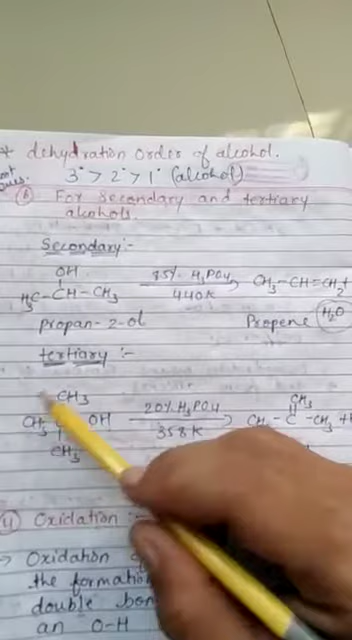 * dehydration order of alcohol.
3° > 2° > 1° (alcohol)
For secondary and tertiary
alcohols.
Secondary :-
OH
H₃C-CH-CH₃ 85% H₃PO₄ 440K CH₃-CH=CH₂+
propan-2-ol Propene H₂O
tertiary :-
CH₃ CH₃
CH₃ OH 20% H₃PO₄ 358K - C - CH₃ +
CH₃
4) Oxidation :-
→ Oxidation
the formation
double bon
an O-H